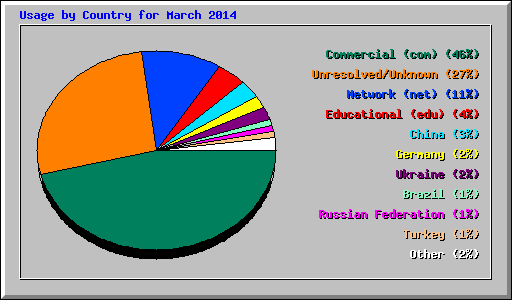 Usage by Country for March 2014
Commercial (com) (46%)
Unresolved/Unknown (27%)
Network (net) (11%)
Educational (edu) (4%)
China (3%)
Germany (2%)
Ukraine (2%)
Brazil (1%)
Russian Federation (1%)
Turkey (1%)
Other (2%)